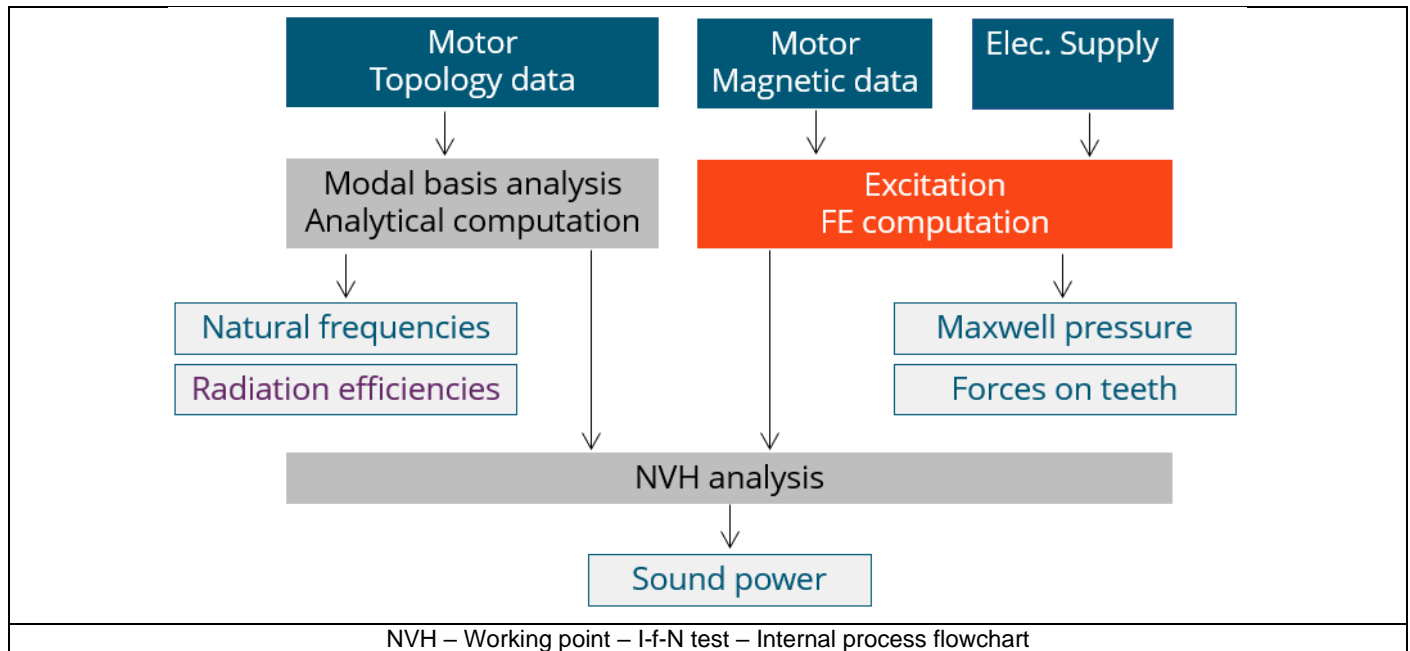 Motor
Topology data
Motor
Magnetic data
Elec. Supply
Modal basis analysis
Analytical computation
Excitation
FE computation
Natural frequencies
Radiation efficiencies
Maxwell pressure
Forces on teeth
NVH analysis
Sound power
NVH – Working point – I-f-N test – Internal process flowchart